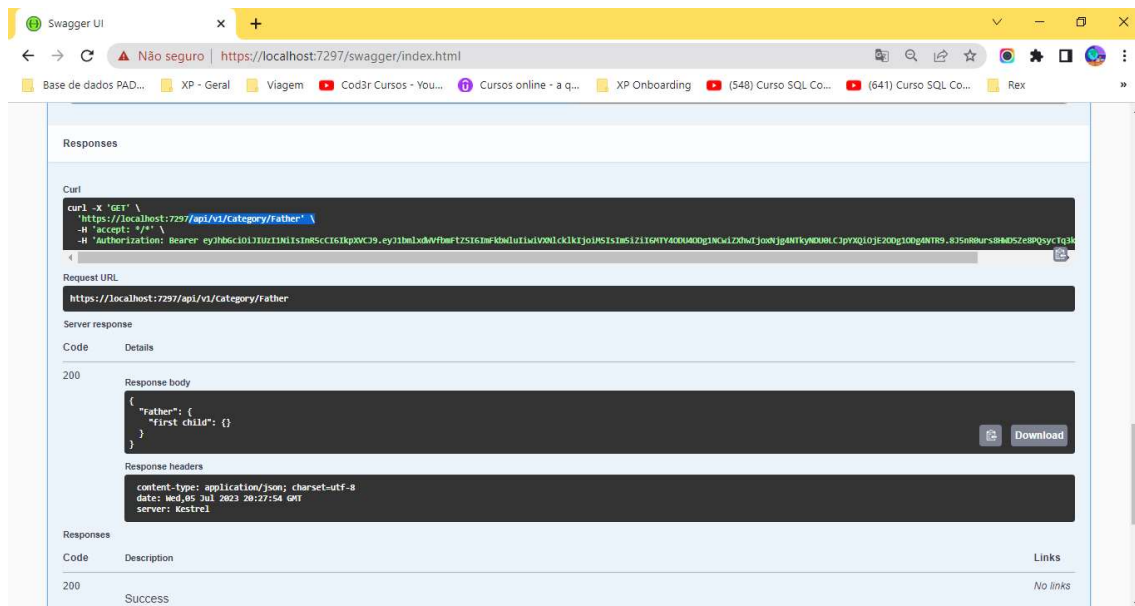 Swagger UI
Não seguro | https://localhost:7297/swagger/index.html
Base de dados PAD... XP - Geral Viagem Cod3r Cursos - You... Cursos online - a q... XP Onboarding (548) Curso SQL Co... (641) Curso SQL Co... Rex »
Responses
Curl
curl -X 'GET' \
'https://localhost:7297/api/v1/Category/Father' \
-H 'accept: */*' \
-H 'Authorization: Bearer
Request URL
https://localhost:7297/api/v1/Category/Father
Server response
Code Details
200
Response body
{
"Father": {
"first child": {}
}
}
Download
Response headers
content-type: application/json; charset=utf-8
date: Wed,05 Jul 2023 20:27:54 GMT
server: Kestrel
Responses
Code Description Links
200 No links
Success